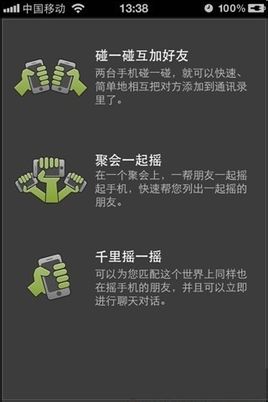 中国移动
13:38
100%
碰一碰互加好友
两台手机碰一碰，就可以快速、
简单地相互把对方添加到通讯录
里了。
聚会一起摇
在一个聚会上，一帮朋友一起摇
起手机，快速帮您列出一起摇的
朋友。
千里摇一摇
可以为您匹配这个世界上同样也
在摇手机的朋友，并且可以立即
进行聊天对话。